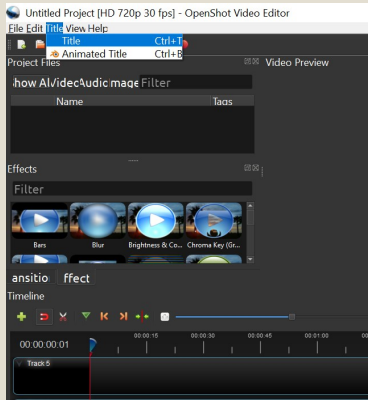 Untitled Project [HD 720p 30 fps] - OpenShot Video Editor
File Edit Title View Help
Title Ctrl+T
Animated Title Ctrl+B
Project Files
Video Preview
how Al Videc Audic mage Filter
Name Tags
Effects
Filter
Bars Blur Brightness & Co... Chroma Key (Gr...
ansitio ffect
Timeline
00:00:00:01 00:00:15 00:00:30 00:00:45 00:01:00 00
Track 5